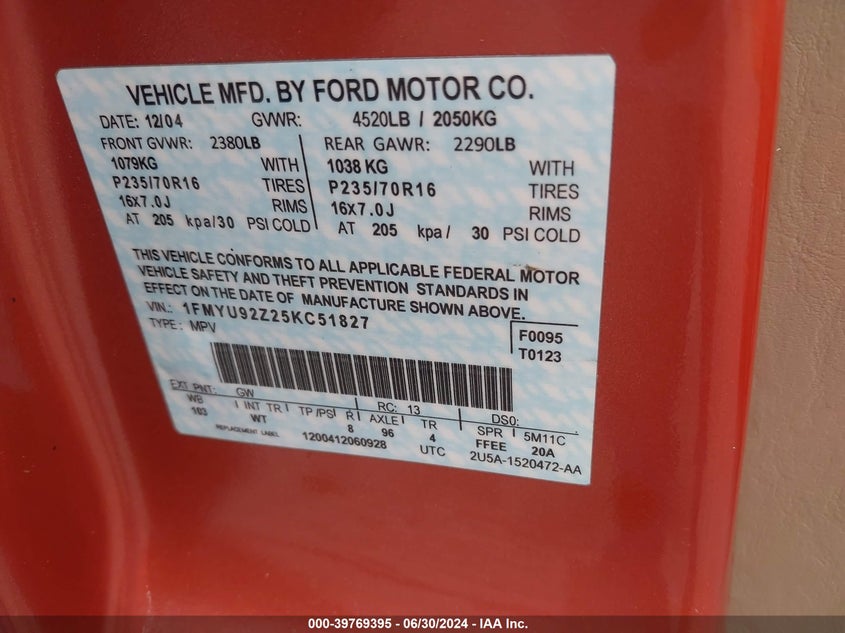 VEHICLE MFD. BY FORD MOTOR CO.
DATE: 12/04 GVWR: 4520LB / 2050KG
FRONT GVWR: 2380LB REAR GAWR: 2290LB
1079KG WITH 1038 KG WITH
P235/70R16 TIRES P235/70R16 TIRES
16X7.0J RIMS 16X7.0J RIMS
AT 205 kpa/30 PSI COLD AT 205 kpa/ 30 PSI COLD
THIS VEHICLE CONFORMS TO ALL APPLICABLE FEDERAL MOTOR
VEHICLE SAFETY AND THEFT PREVENTION STANDARDS IN
EFFECT ON THE DATE OF MANUFACTURE SHOWN ABOVE.
VIN.: 1FMYU92Z25KC51827
TYPE: MPV
F0095
T0123
EXT PNT: GW RC: 13 DS0:
WB INT TR TP/PSI R AXLE TR SPR 5M11C
103 WT 8 96 4 FFEE 20A
REPLACEMENT LABEL 1200412060928 UTC 2U5A-1520472-AA
000-39769395 - 06/30/2024 - IAA Inc.